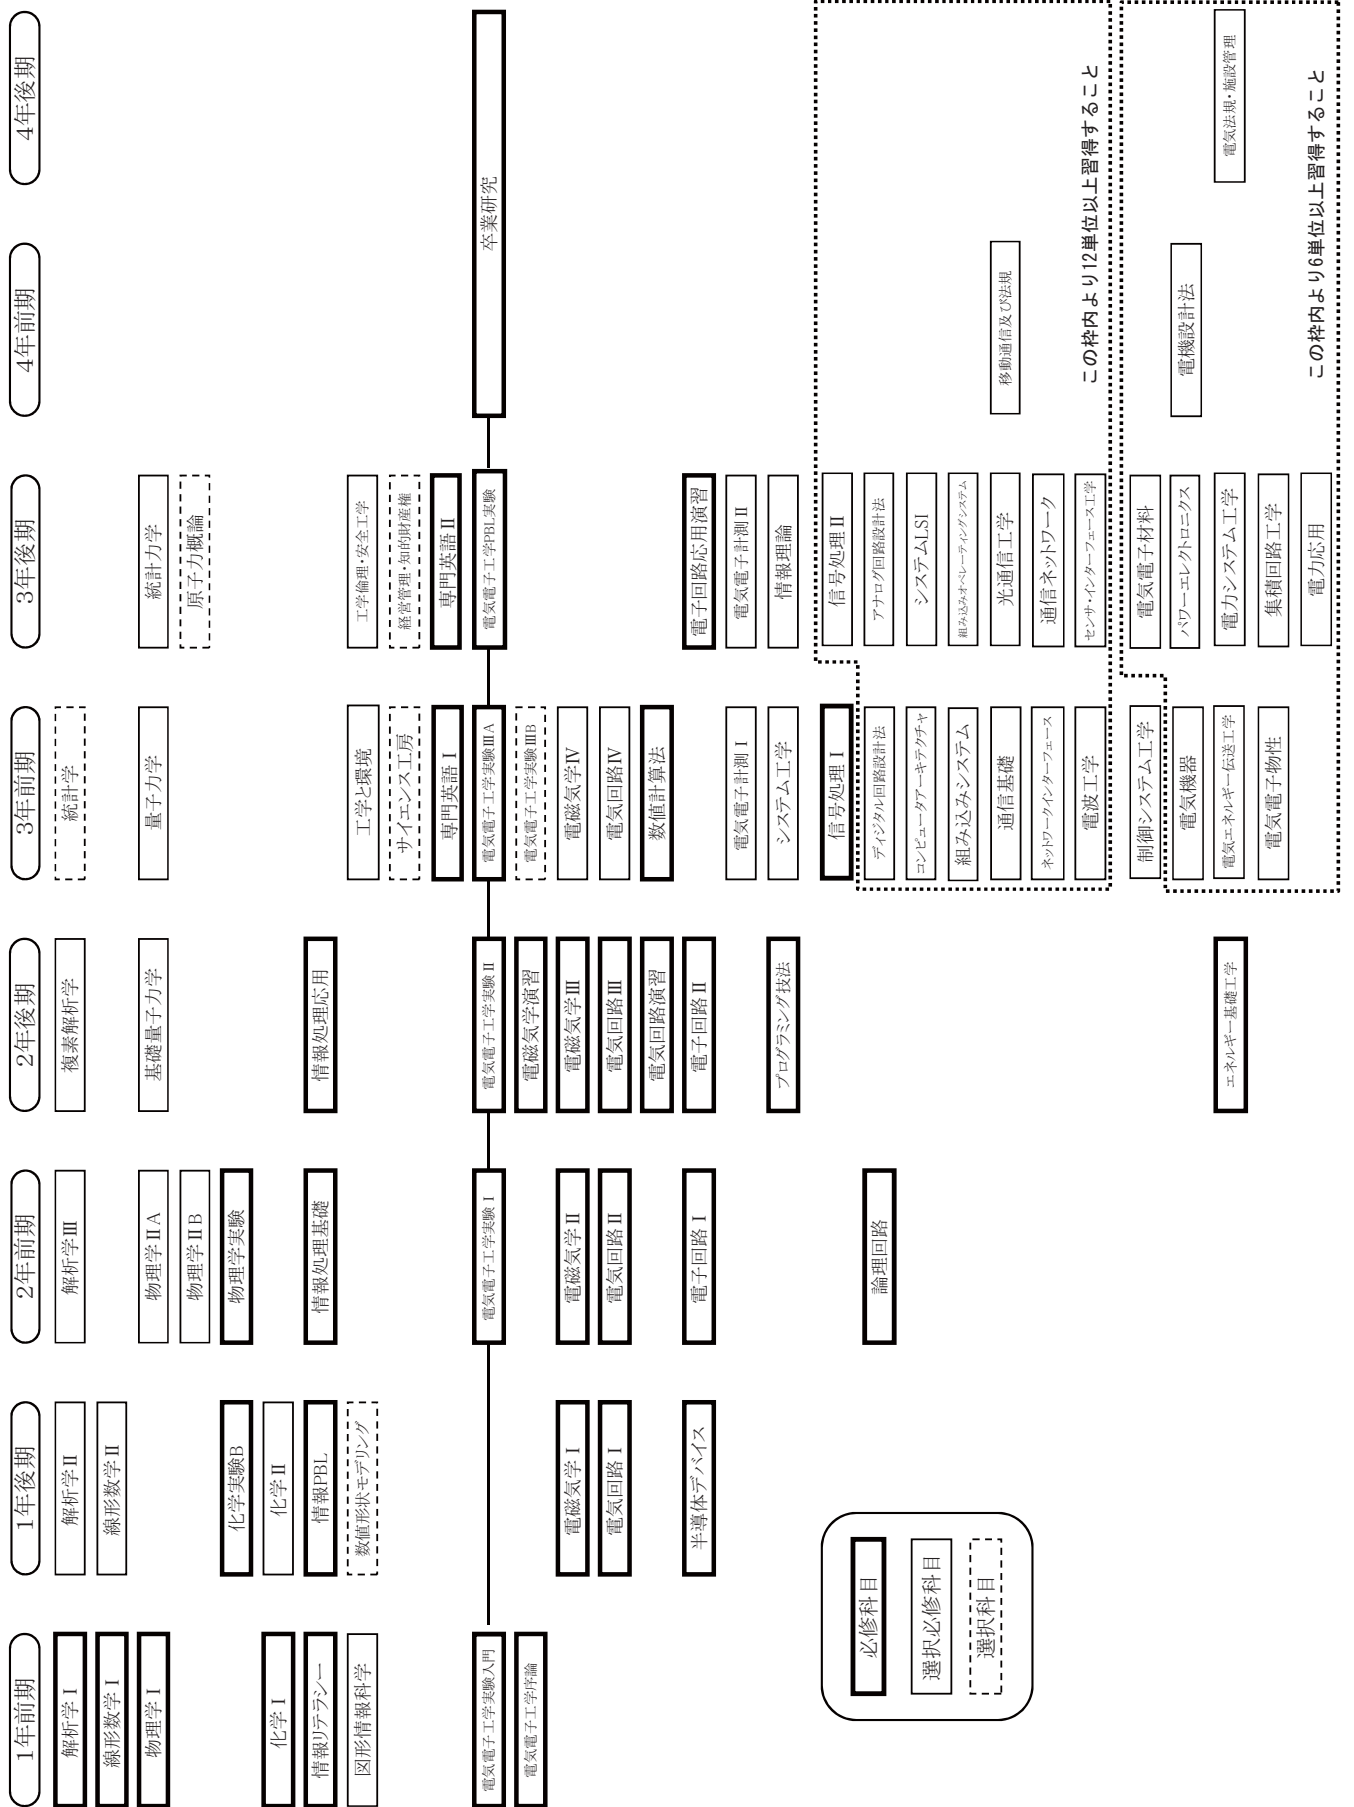 1年前期
解析学Ⅰ
線形数学Ⅰ
物理学Ⅰ
化学Ⅰ
情報リテラシー
図形情報科学
電気電子工学実験入門
電気電子工学序論
1年後期
解析学Ⅱ
線形数学Ⅱ
化学実験B
化学Ⅱ
情報PBL
数値形状モデリング
電磁気学Ⅰ
電気回路Ⅰ
半導体デバイス
2年前期
解析学Ⅲ
物理学ⅡA
物理学ⅡB
物理学実験
情報処理基礎
電気電子工学実験Ⅰ
電磁気学Ⅱ
電気回路Ⅱ
電子回路Ⅰ
論理回路
2年後期
複素解析学
基礎量子力学
情報処理応用
電気電子工学実験Ⅱ
電磁気学演習
電磁気学Ⅲ
電気回路Ⅲ
電気回路演習
電子回路Ⅱ
プログラミング技法
エネルギー基礎工学
3年前期
統計学
量子力学
工学と環境
サイエンス工房
専門英語Ⅰ
電気電子工学実験ⅢA
電気電子工学実験ⅢB
電磁気学Ⅳ
電気回路Ⅳ
数値計算法
電気電子計測Ⅰ
システム工学
信号処理Ⅰ
ディジタル回路設計法
コンピュータアーキテクチャ
組み込みシステム
通信基礎
ネットワークインターフェース
電波工学
制御システム工学
電気機器
電気エネルギー伝送工学
電気電子物性
3年後期
統計力学
原子力概論
工学倫理・安全工学
経営管理・知的財産権
専門英語Ⅱ
電気電子工学PBL実験
電子回路応用演習
電気電子計測Ⅱ
情報理論
信号処理Ⅱ
アナログ回路設計法
システムLSI
組み込みオペレーティングシステム
光通信工学
通信ネットワーク
センサ・インターフェース工学
電気電子材料
パワーエレクトロニクス
電力システム工学
集積回路工学
電力応用
4年前期
4年後期
卒業研究
移動通信及び法規
この枠内より12単位以上習得すること
電機設計法
電気法規・施設管理
この枠内より6単位以上習得すること
必修科目
選択必修科目
選択科目